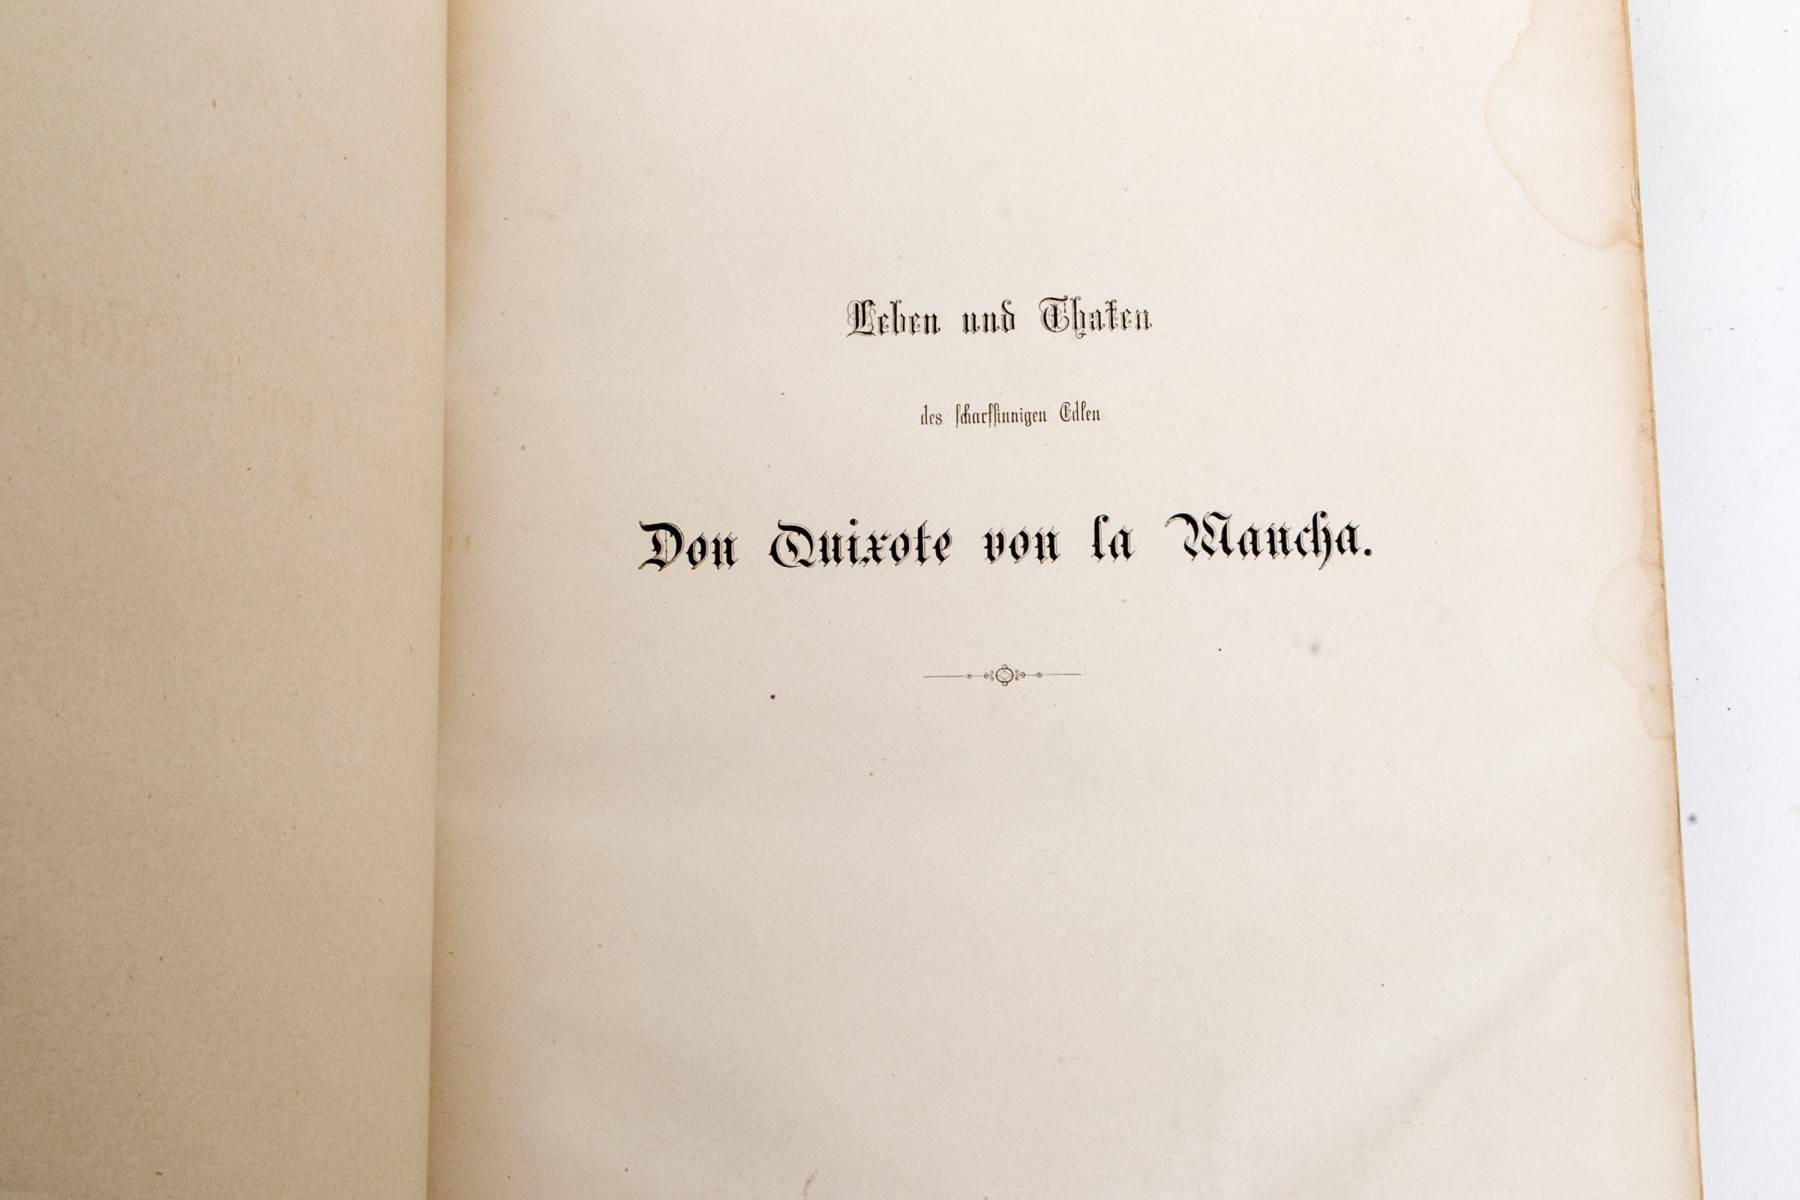 Leben und Thaten
des scharfsinnigen Edlen
Don Quixote von la Mancha.